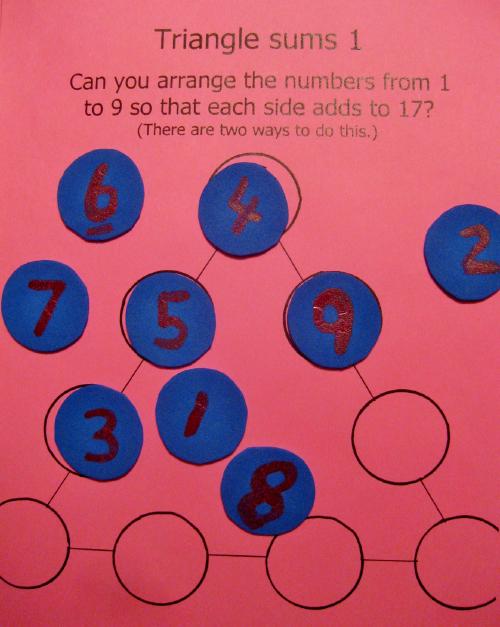 Triangle sums 1
Can you arrange the numbers from 1
to 9 so that each side adds to 17?
(There are two ways to do this.)
6
4
2
7
5
9
3
1
8